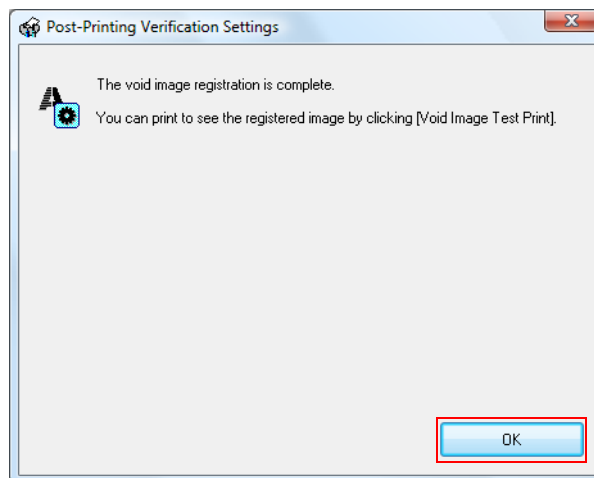 Post-Printing Verification Settings
The void image registration is complete.
You can print to see the registered image by clicking [Void Image Test Print].
OK